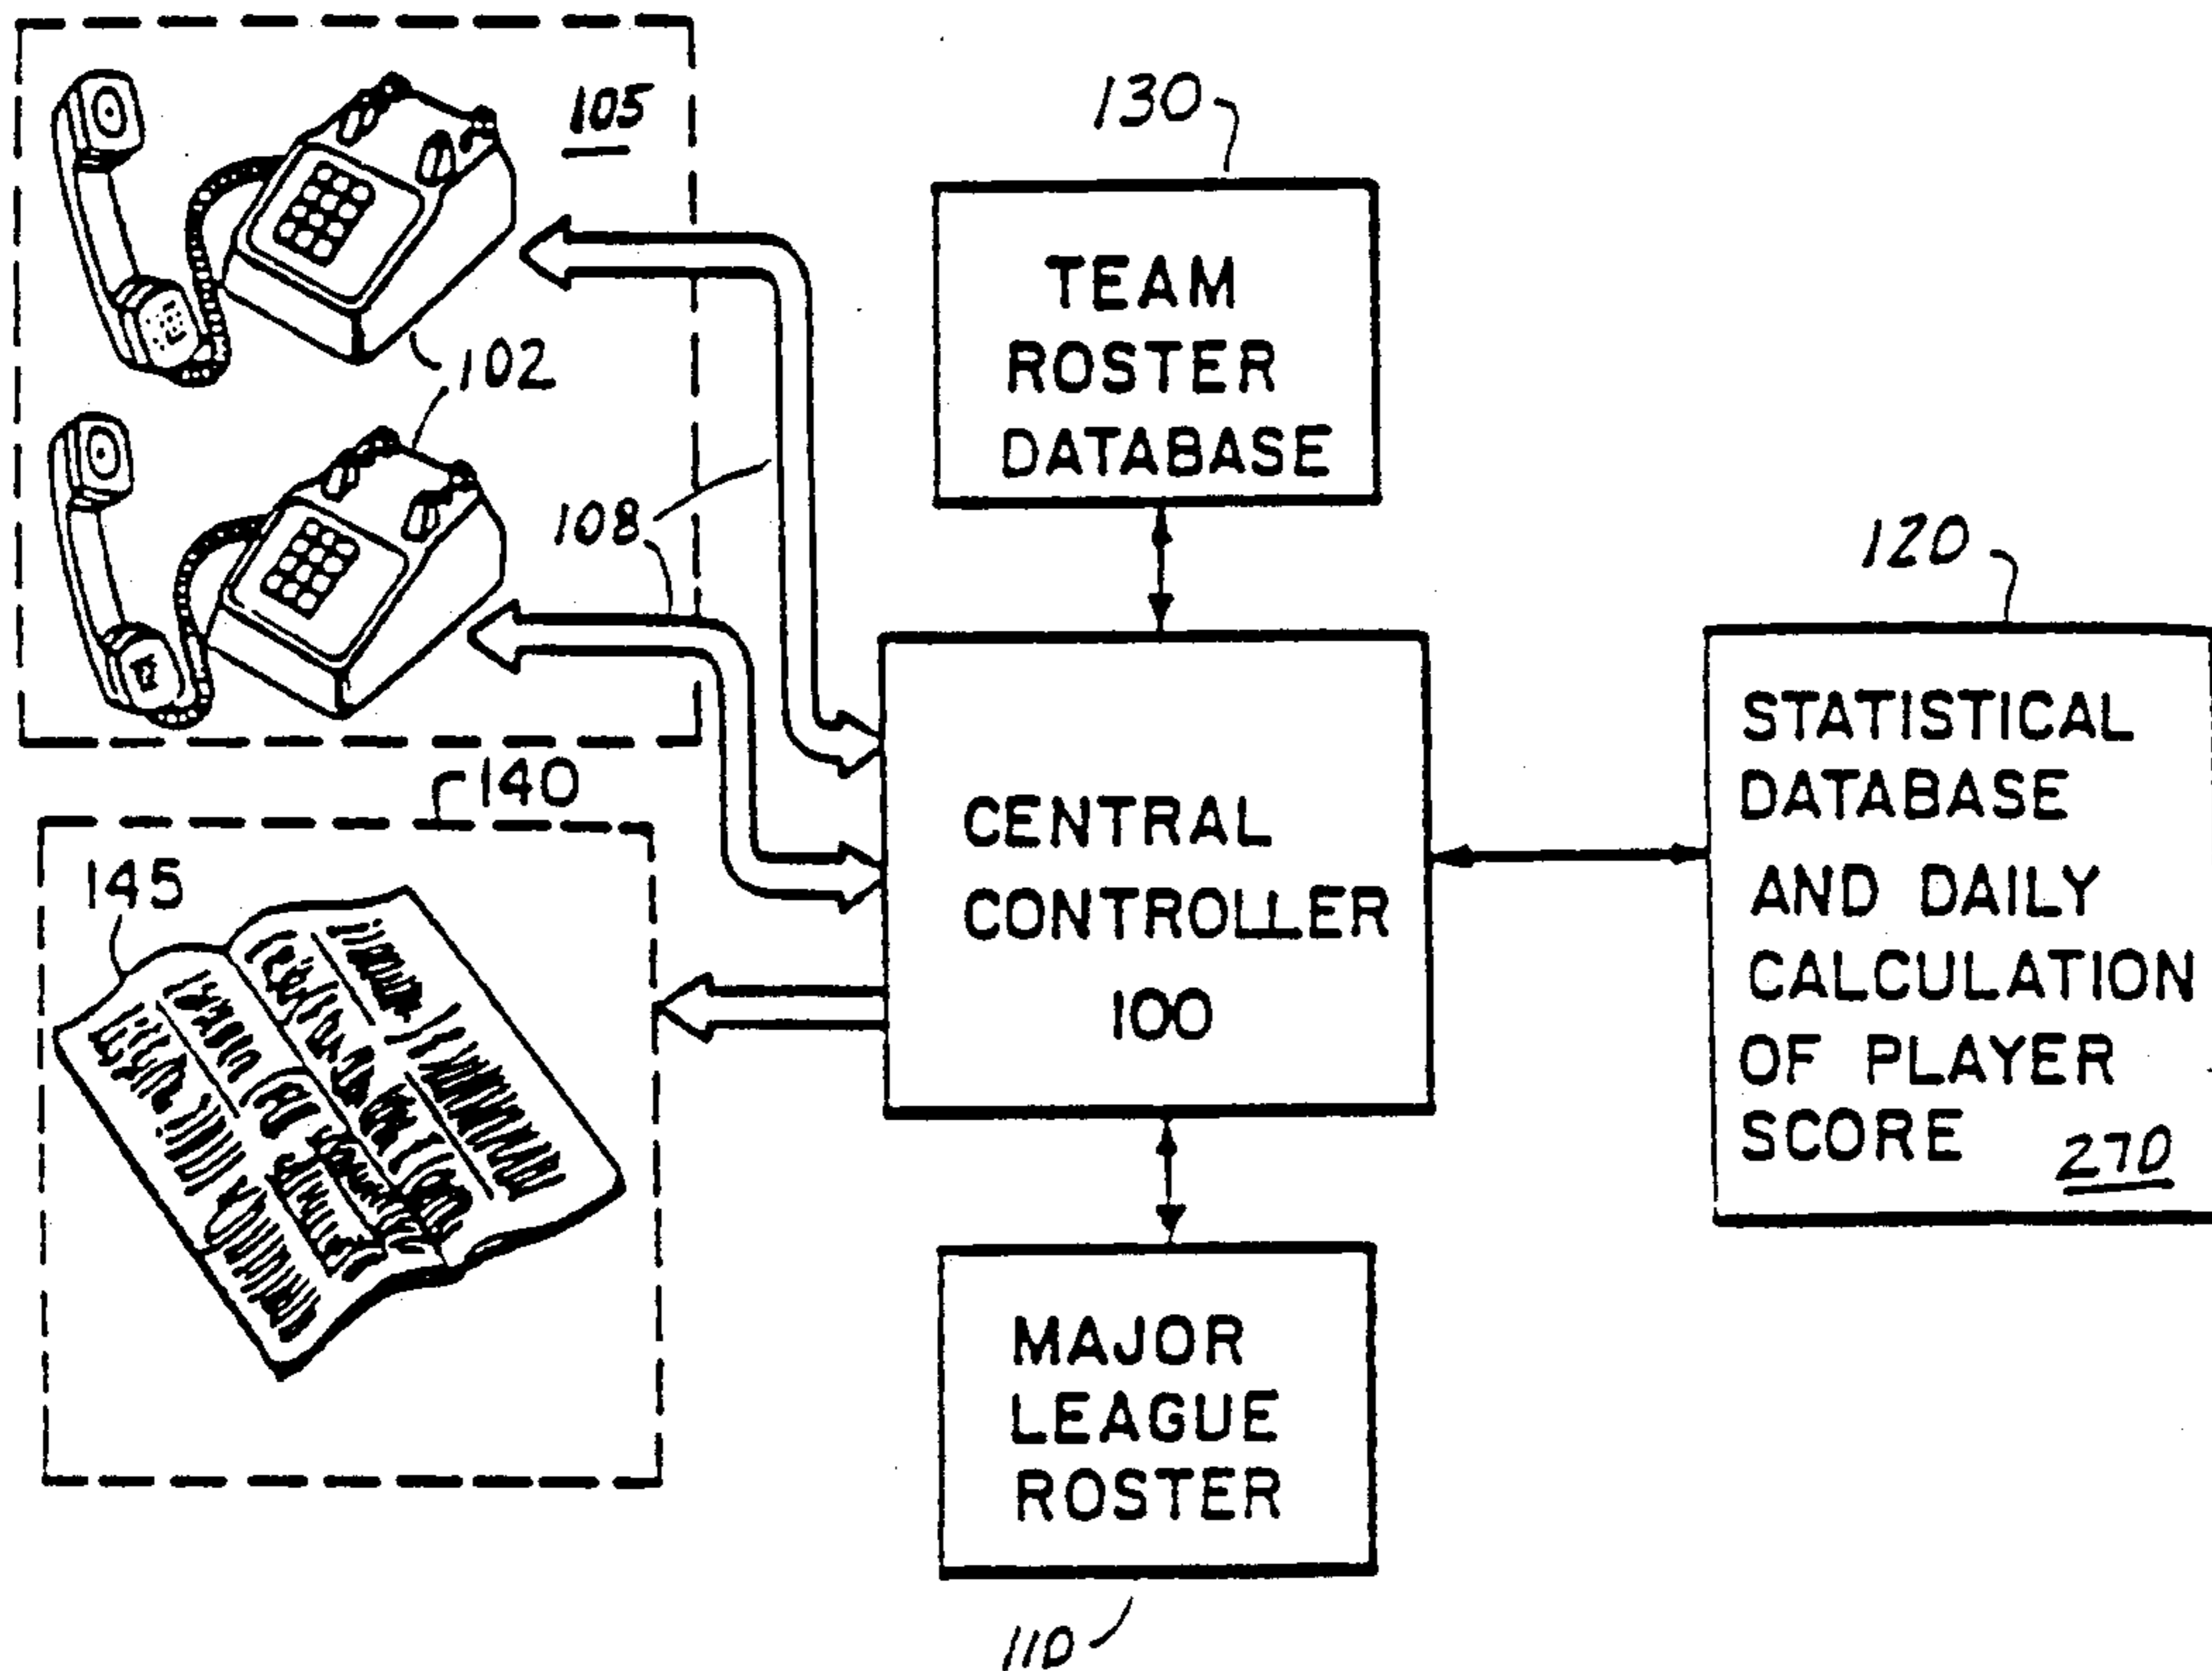 105
130
TEAM
ROSTER
DATABASE
102
108
120
STATISTICAL
DATABASE
AND DAILY
CALCULATION
OF PLAYER
SCORE 270
140
145
CENTRAL
CONTROLLER
100
MAJOR
LEAGUE
ROSTER
110